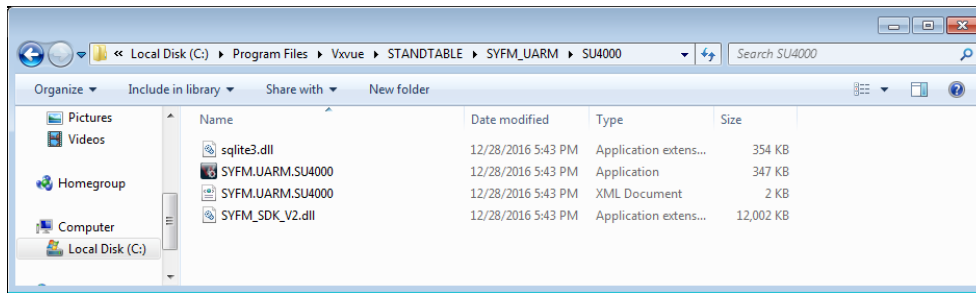 « Local Disk (C:) ▸ Program Files ▸ Vxvue ▸ STANDTABLE ▸ SYFM_UARM ▸ SU4000 Search SU4000
Organize Include in library Share with New folder
Pictures Name Date modified Type Size
Videos sqlite3.dll 12/28/2016 5:43 PM Application extens... 354 KB
SYFM.UARM.SU4000 12/28/2016 5:43 PM Application 347 KB
Homegroup SYFM.UARM.SU4000 12/28/2016 5:43 PM XML Document 2 KB
SYFM_SDK_V2.dll 12/28/2016 5:43 PM Application extens... 12,002 KB
Computer
Local Disk (C:)